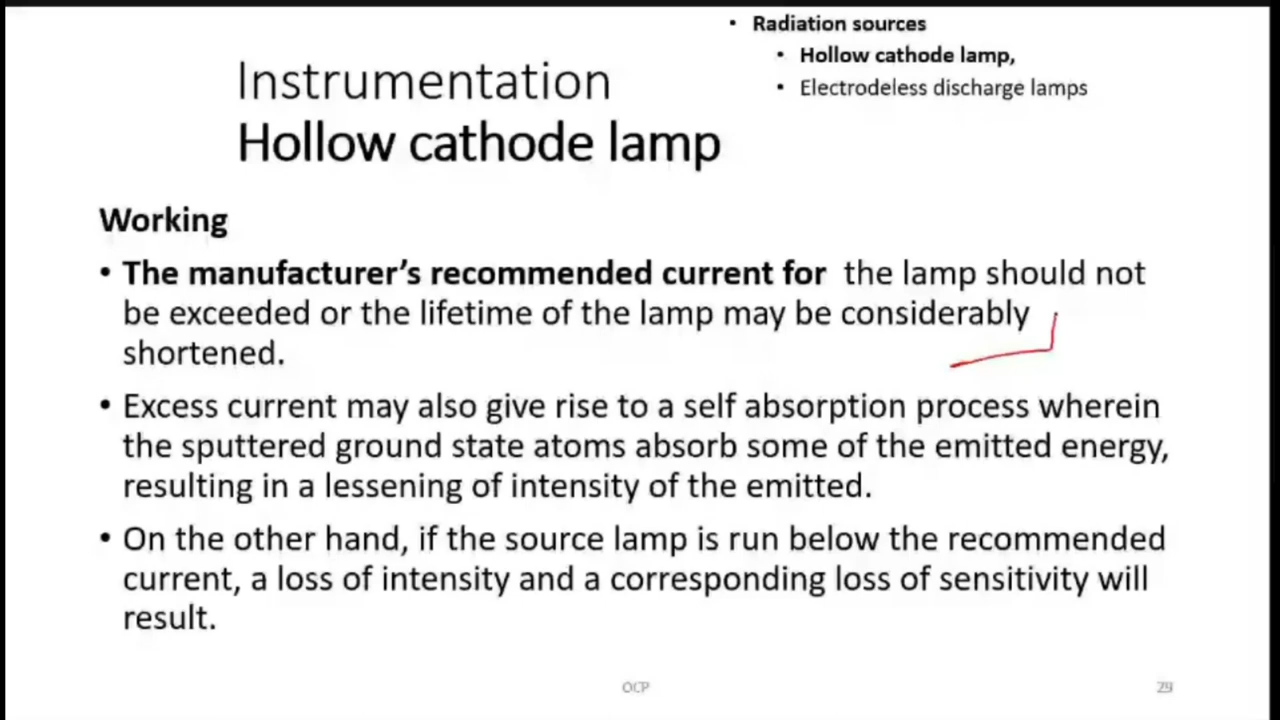 • Radiation sources
• Hollow cathode lamp,
• Electrodeless discharge lamps
Instrumentation
Hollow cathode lamp
Working
• The manufacturer's recommended current for the lamp should not
be exceeded or the lifetime of the lamp may be considerably
shortened.
• Excess current may also give rise to a self absorption process wherein
the sputtered ground state atoms absorb some of the emitted energy,
resulting in a lessening of intensity of the emitted.
• On the other hand, if the source lamp is run below the recommended
current, a loss of intensity and a corresponding loss of sensitivity will
result.
OCP
29